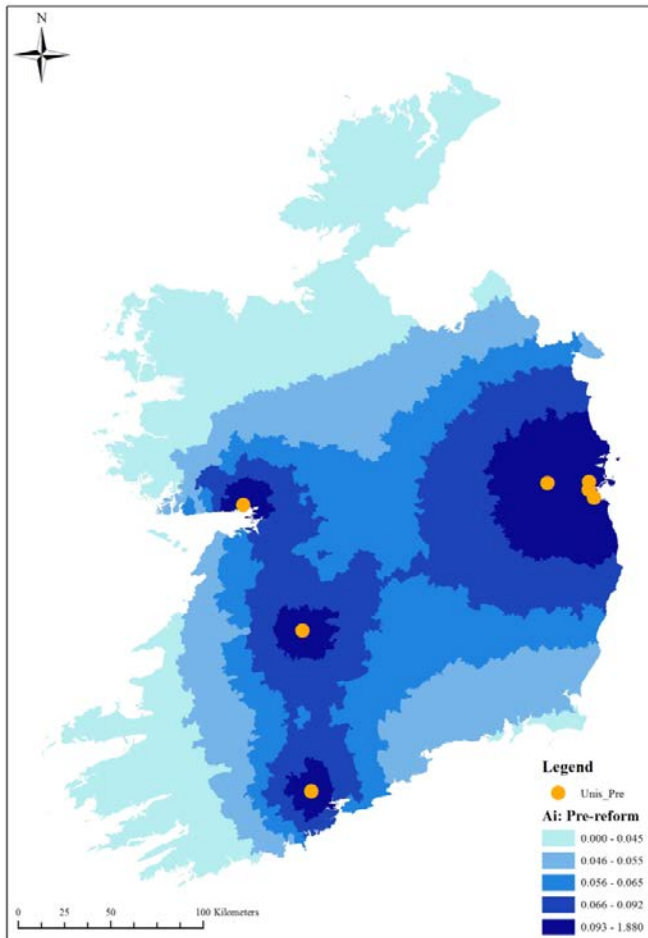 N
Legend
Unis_Pre
Ai: Pre-reform
0.000 - 0.045
0.046 - 0.055
0.056 - 0.065
0.066 - 0.092
0.093 - 1.880
0 25 50 100 Kilometers